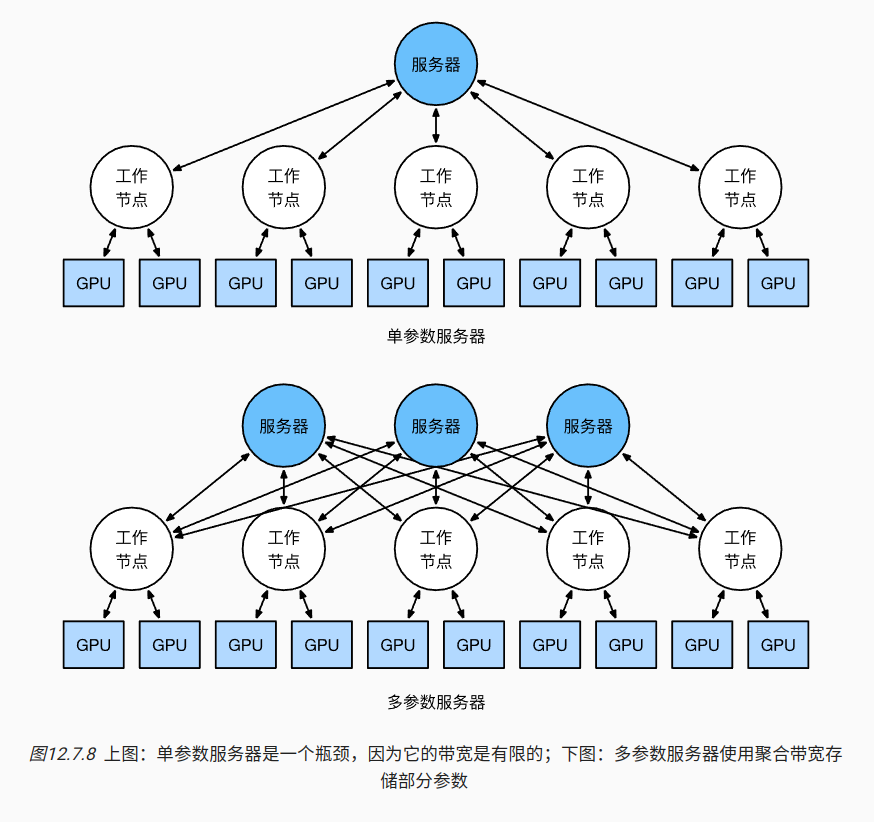 服务器
工作 工作 工作 工作 工作
节点 节点 节点 节点 节点
GPU GPU GPU GPU GPU GPU GPU GPU GPU GPU
单参数服务器
服务器 服务器 服务器
工作 工作 工作 工作 工作
节点 节点 节点 节点 节点
GPU GPU GPU GPU GPU GPU GPU GPU GPU GPU
多参数服务器
图12.7.8 上图：单参数服务器是一个瓶颈，因为它的带宽是有限的；下图：多参数服务器使用聚合带宽存
储部分参数